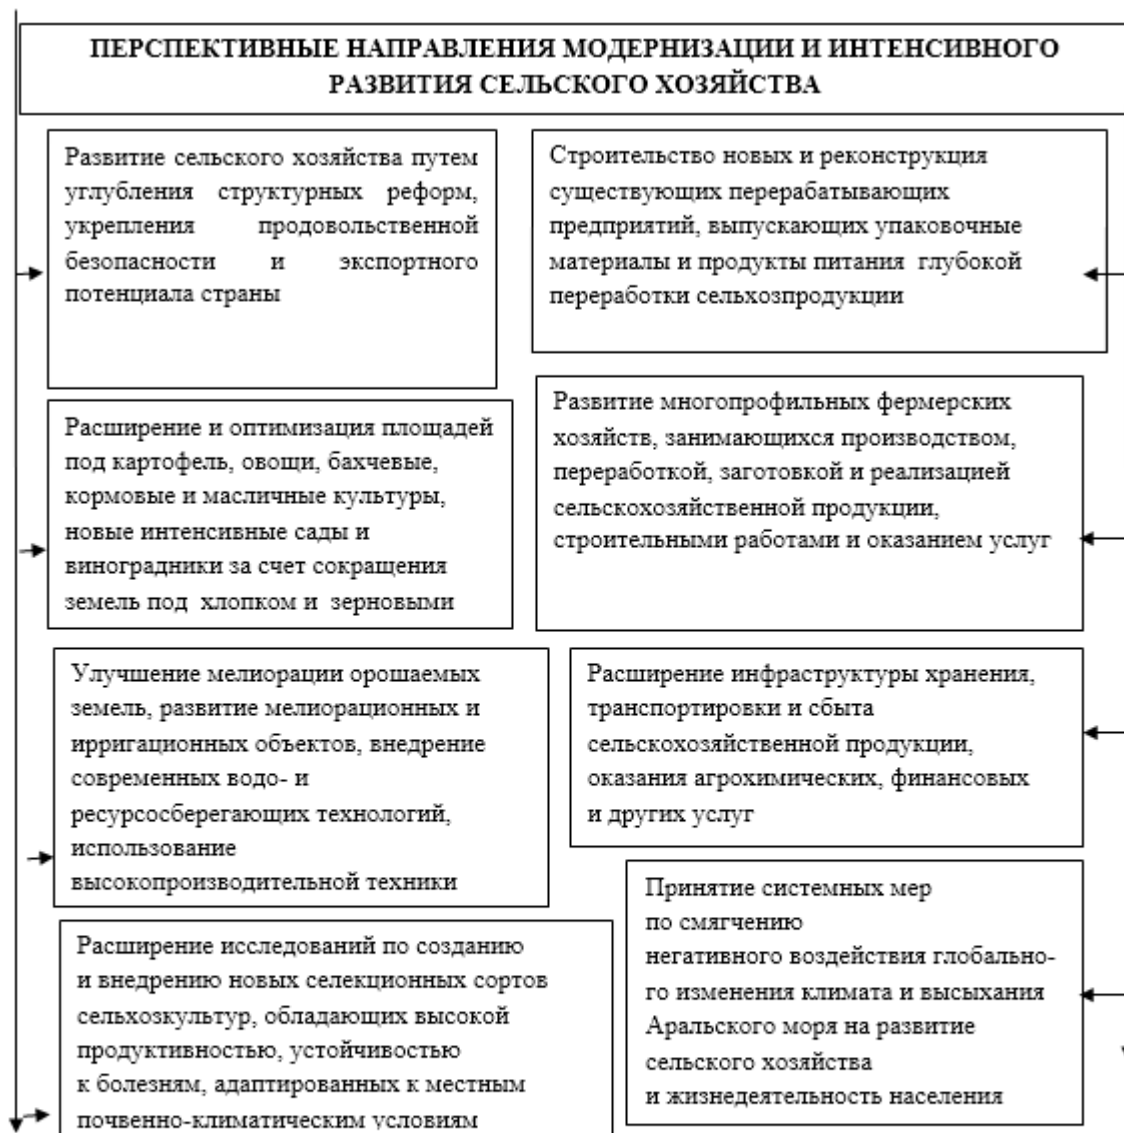 ПЕРСПЕКТИВНЫЕ НАПРАВЛЕНИЯ МОДЕРНИЗАЦИИ И ИНТЕНСИВНОГО
РАЗВИТИЯ СЕЛЬСКОГО ХОЗЯЙСТВА
Развитие сельского хозяйства путем
углубления структурных реформ,
укрепления продовольственной
безопасности и экспортного
потенциала страны
Строительство новых и реконструкция
существующих перерабатывающих
предприятий, выпускающих упаковочные
материалы и продукты питания глубокой
переработки сельхозпродукции
Расширение и оптимизация площадей
под картофель, овощи, бахчевые,
кормовые и масличные культуры,
новые интенсивные сады и
виноградники за счет сокращения
земель под хлопком и зерновыми
Развитие многопрофильных фермерских
хозяйств, занимающихся производством,
переработкой, заготовкой и реализацией
сельскохозяйственной продукции,
строительными работами и оказанием услуг
Улучшение мелиорации орошаемых
земель, развитие мелиорационных и
ирригационных объектов, внедрение
современных водо- и
ресурсосберегающих технологий,
использование
высокопроизводительной техники
Расширение инфраструктуры хранения,
транспортировки и сбыта
сельскохозяйственной продукции,
оказания агрохимических, финансовых
и других услуг
Расширение исследований по созданию
и внедрению новых селекционных сортов
сельхозкультур, обладающих высокой
продуктивностью, устойчивостью
к болезням, адаптированных к местным
почвенно-климатическим условиям
Принятие системных мер
по смягчению
негативного воздействия глобально-
го изменения климата и высыхания
Аральского моря на развитие
сельского хозяйства
и жизнедеятельность населения